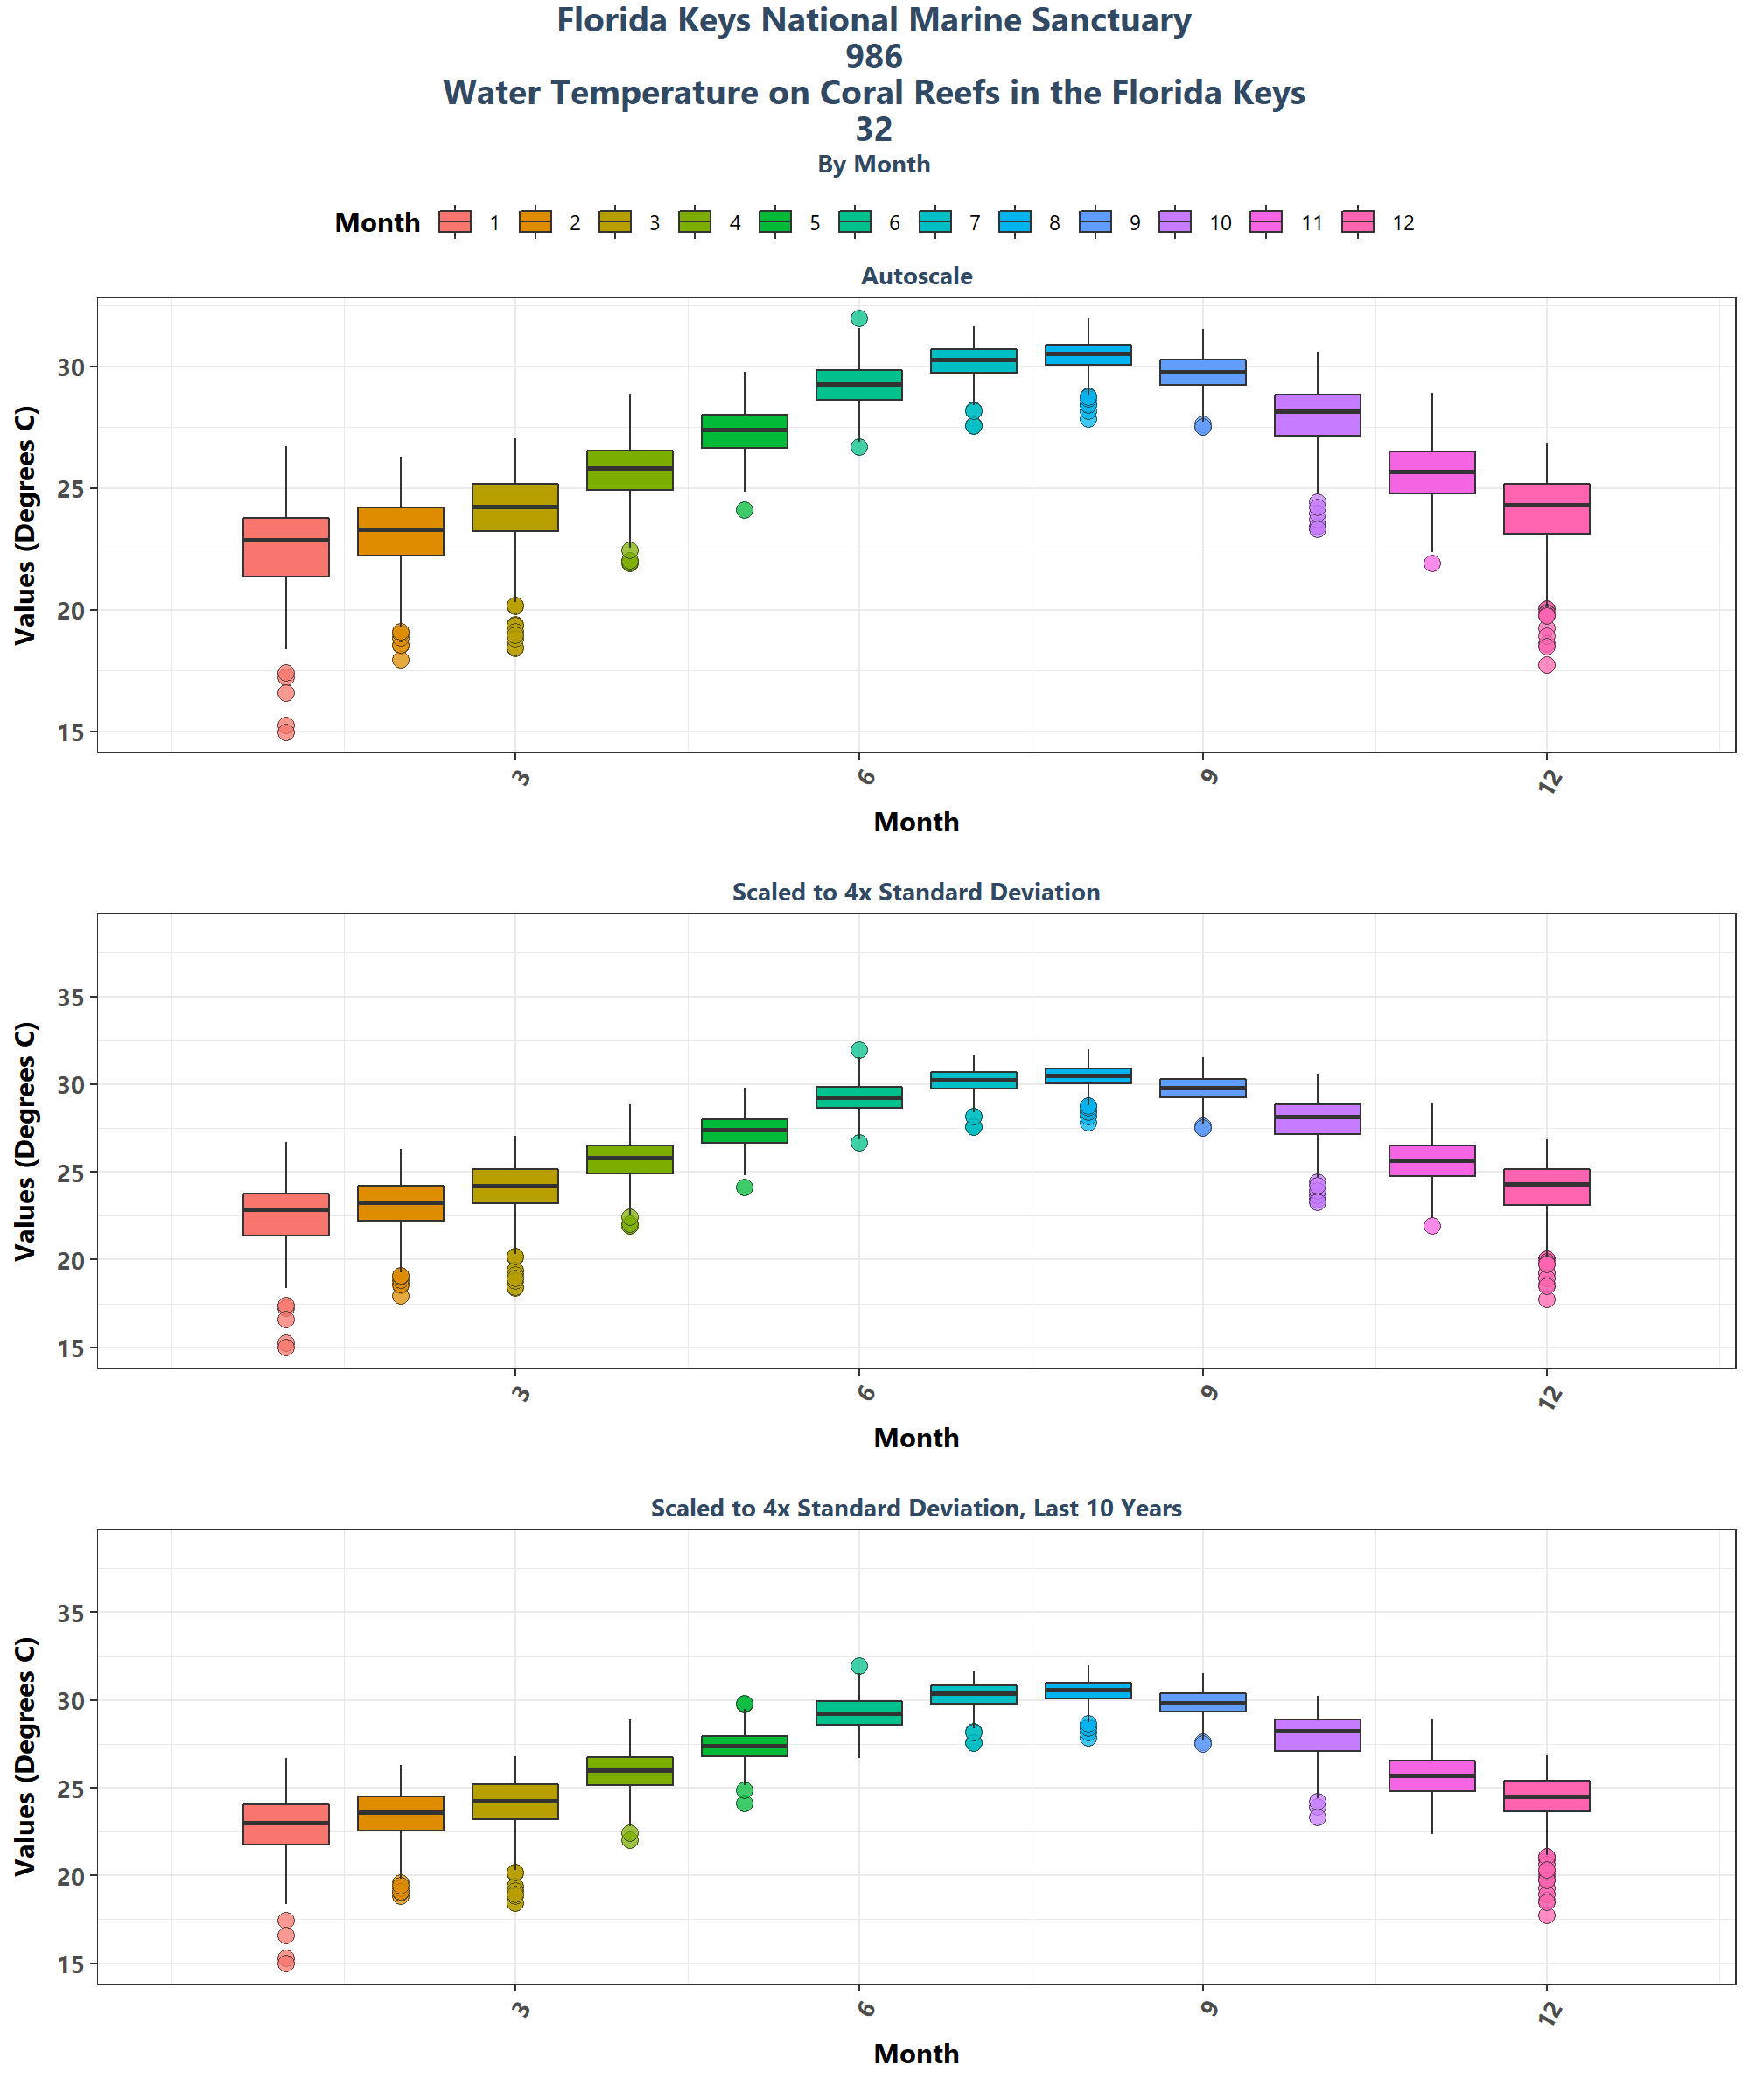 Florida Keys National Marine Sanctuary
986
Water Temperature on Coral Reefs in the Florida Keys
32
By Month
Month 1 2 3 4 5 6 7 8 9 10 11 12
Autoscale
Values (Degrees C)
30
25
20
15
3 6 9 12
Month
Scaled to 4x Standard Deviation
Values (Degrees C)
35
30
25
20
15
3 6 9 12
Month
Scaled to 4x Standard Deviation, Last 10 Years
Values (Degrees C)
35
30
25
20
15
3 6 9 12
Month